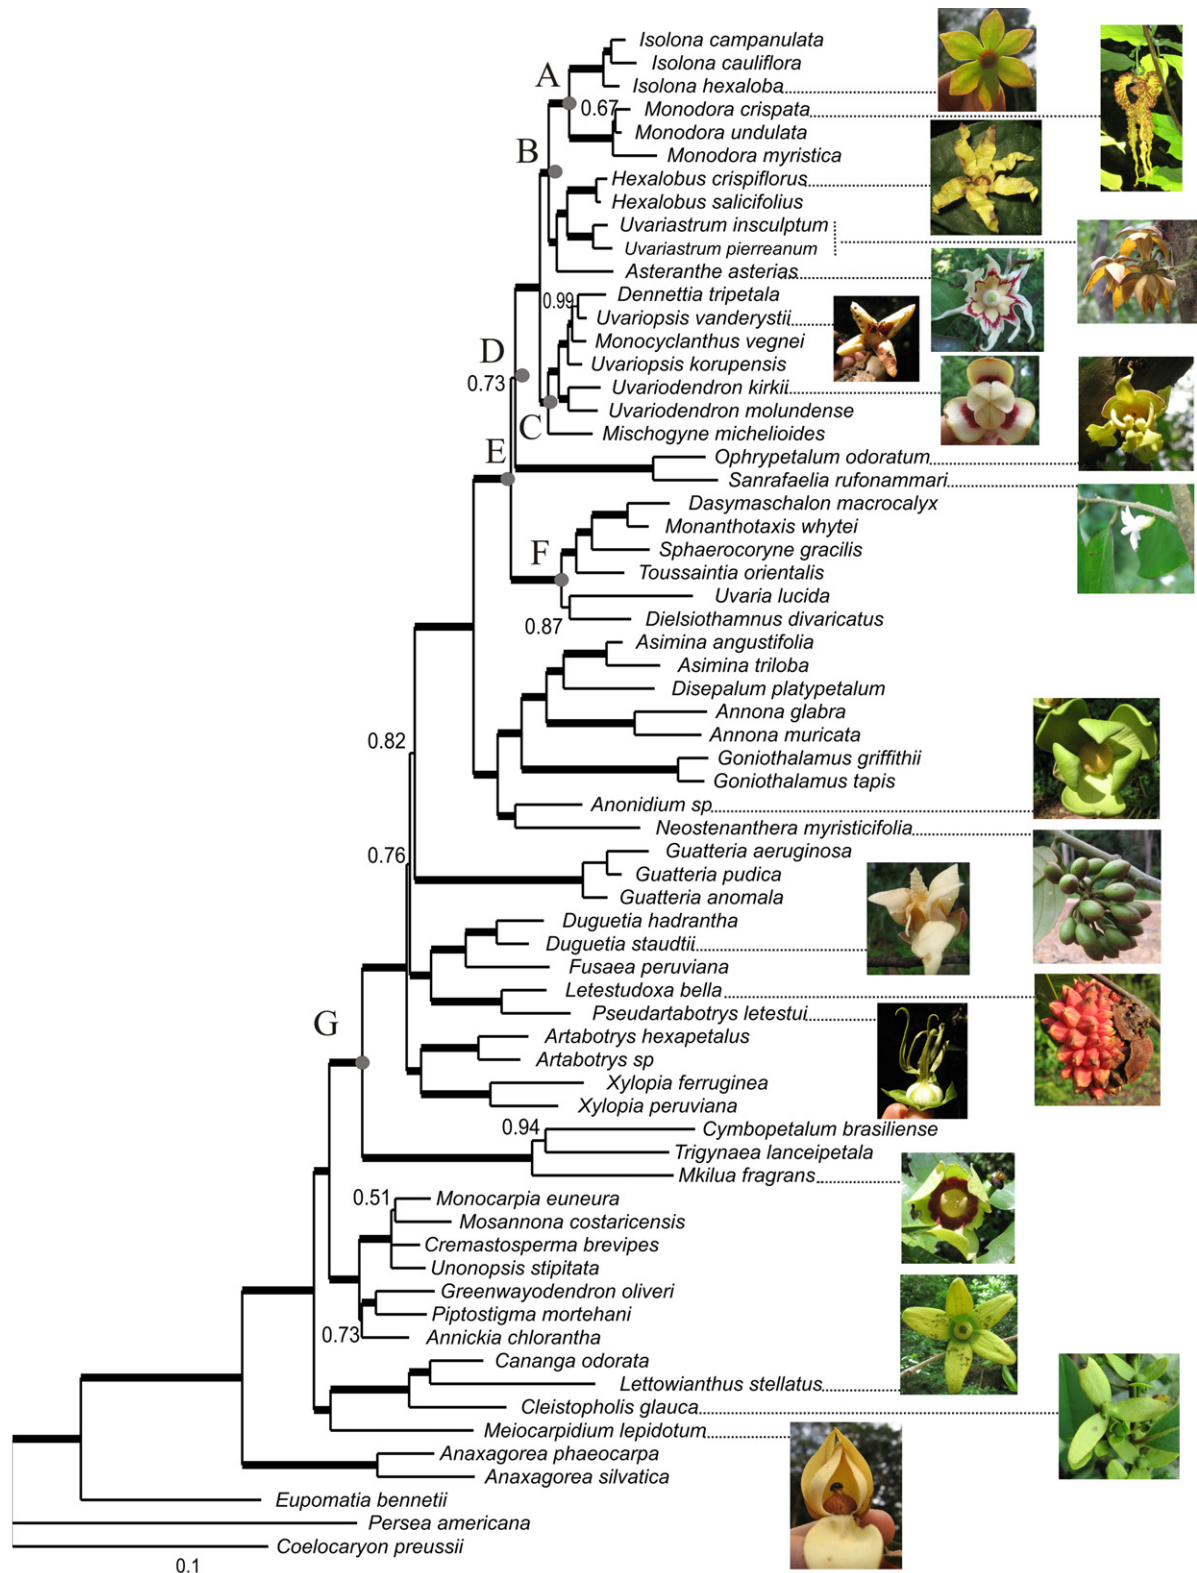 Isolona campanulata
Isolona cauliflora
A
Isolona hexaloba
0.67
Monodora crispata
Monodora undulata
B
Monodora myristica
Hexalobus crispiflorus
Hexalobus salicifolius
Uvariastrum insculptum
Uvariastrum pierreanum
Asteranthe asterias
0.99
Dennettia tripetala
Uvariopsis vanderystii
Monocyclanthus vegnei
D
Uvariopsis korupensis
0.73
Uvariodendron kirkii
Uvariodendron molundense
C
Mischogyne michelioides
E
Ophrypetalum odoratum
Sanrafaelia rufonammari
Dasymaschalon macrocalyx
Monanthotaxis whytei
F
Sphaerocoryne gracilis
Toussaintia orientalis
Uvaria lucida
0.87
Dielsiothamnus divaricatus
Asimina angustifolia
Asimina triloba
Disepalum platypetalum
Annona glabra
Annona muricata
0.82
Goniothalamus griffithii
Goniothalamus tapis
Anonidium sp
Neostenanthera myristicifolia
0.76
Guatteria aeruginosa
Guatteria pudica
Guatteria anomala
Duguetia hadrantha
Duguetia staudtii
Fusaea peruviana
Letestudoxa bella
Pseudartabotrys letestui
G
Artabotrys hexapetalus
Artabotrys sp
Xylopia ferruginea
Xylopia peruviana
0.94
Cymbopetalum brasiliense
Trigynaea lanceipetala
Mkilua fragrans
0.51
Monocarpia euneura
Mosannona costaricensis
Cremastosperma brevipes
Unonopsis stipitata
Greenwayodendron oliveri
Piptostigma mortehani
0.73
Annickia chlorantha
Cananga odorata
Lettowianthus stellatus
Cleistopholis glauca
Meiocarpidium lepidotum
Anaxagorea phaeocarpa
Anaxagorea silvatica
Eupomatia bennetii
Persea americana
Coelocaryon preussii
0.1